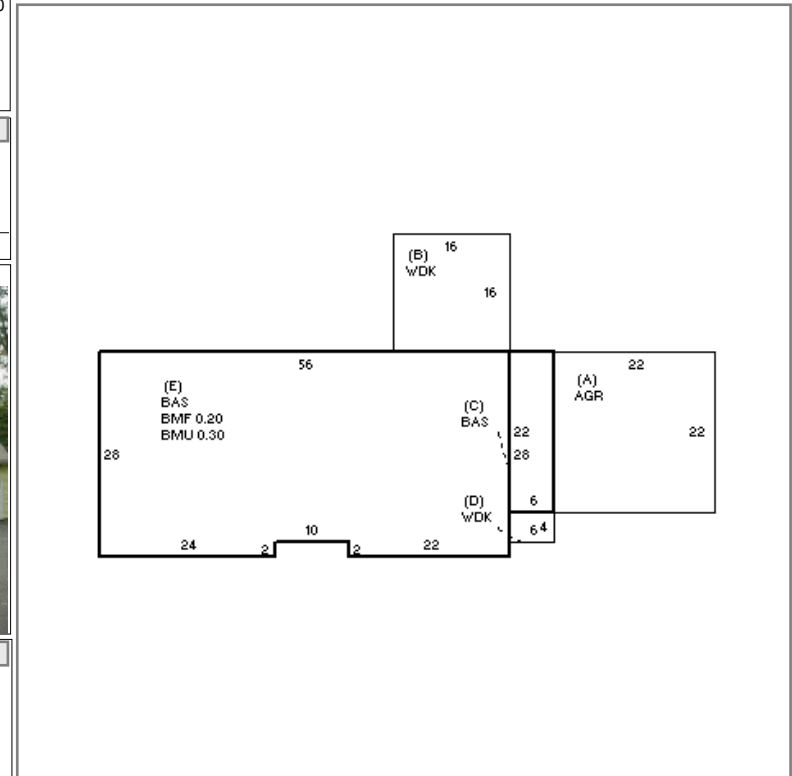 (B)
WDK
16
16
56
(E)
BAS
BMF 0.20
BMU 0.30
28
(C)
BAS
22
28
6
(A)
AGR
22
22
(D)
WDK
6 4
24
2
10
2
22